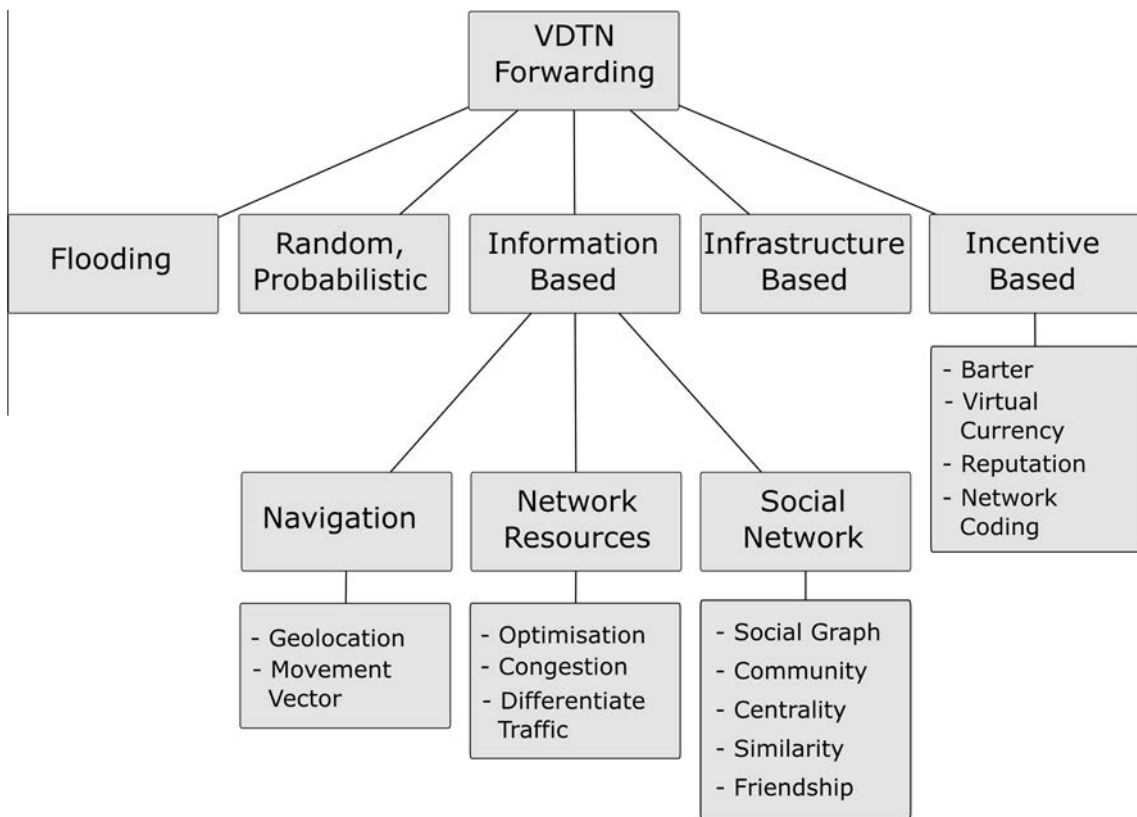 VDTN
Forwarding
Flooding
Random,
Probabilistic
Information
Based
Infrastructure
Based
Incentive
Based
- Barter
- Virtual
Currency
- Reputation
- Network
Coding
Navigation
Network
Resources
Social
Network
- Geolocation
- Movement
Vector
- Optimisation
- Congestion
- Differentiate
Traffic
- Social Graph
- Community
- Centrality
- Similarity
- Friendship